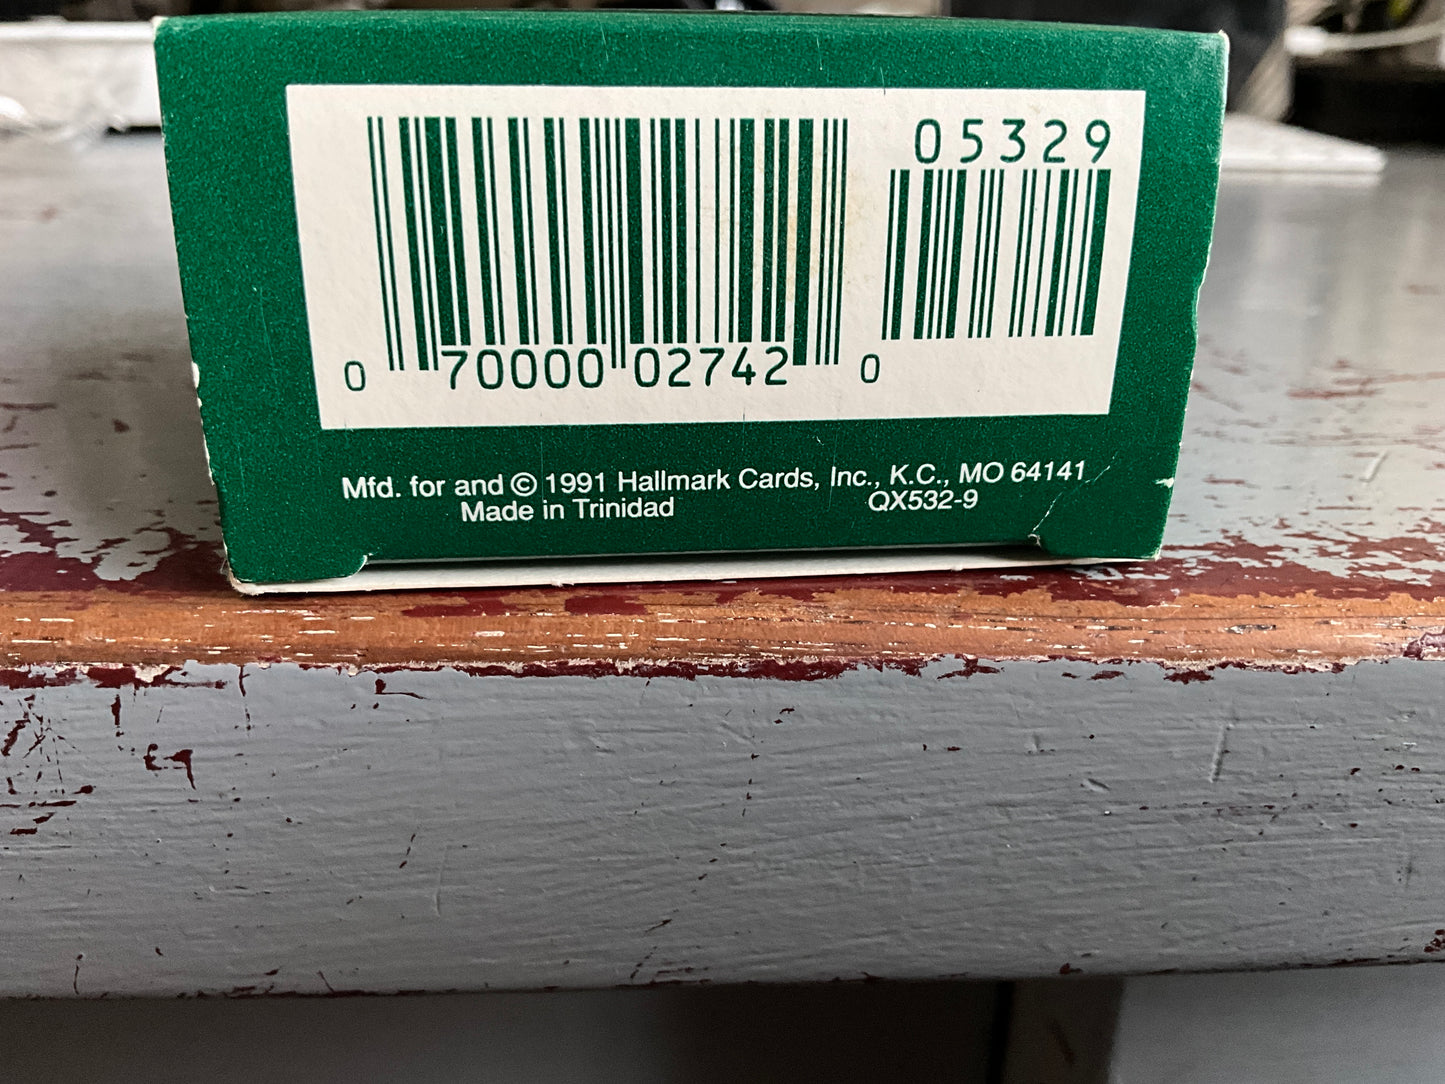 05329
0 70000 02742 0
Mfd. for and © 1991 Hallmark Cards, Inc., K.C., MO 64141
Made in Trinidad QX532-9